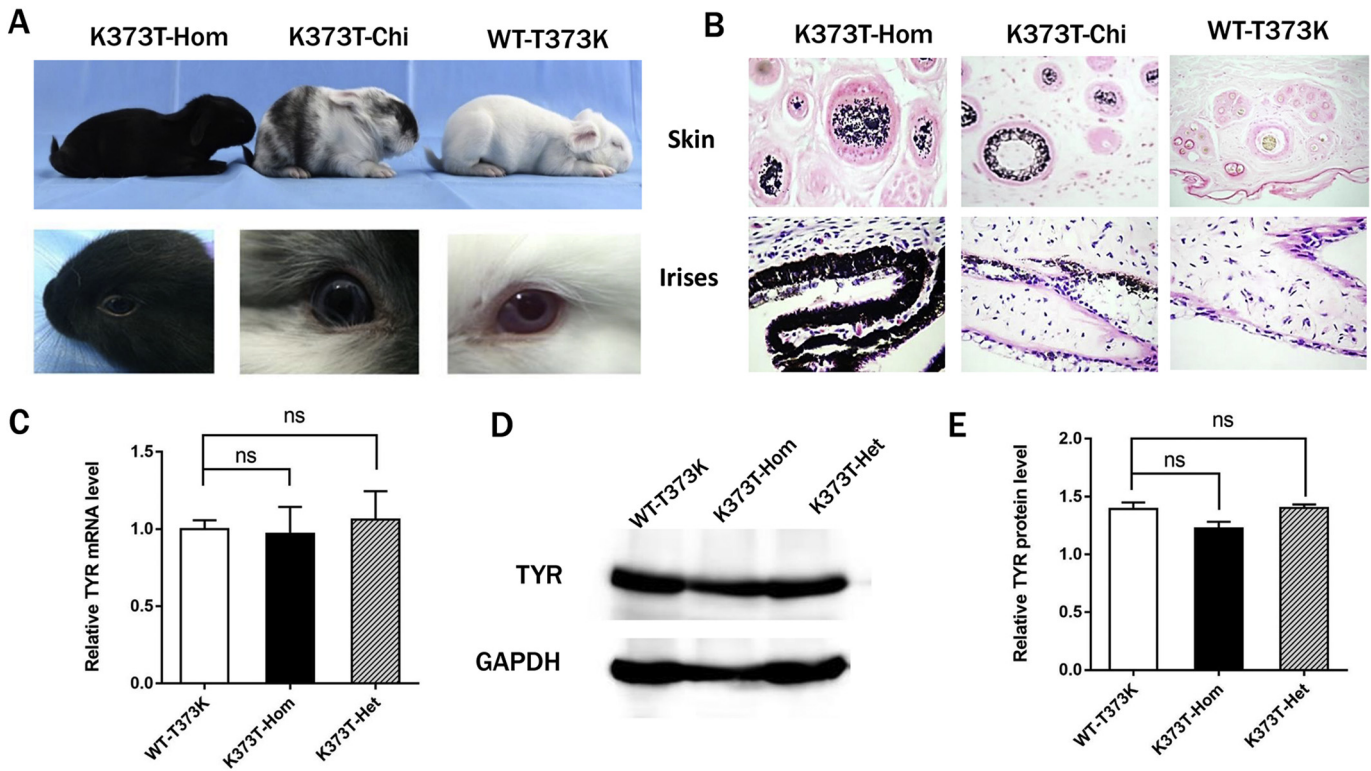 A
K373T-Hom
K373T-Chi
WT-T373K
B
K373T-Hom
K373T-Chi
WT-T373K
Skin
Irises
C
ns
ns
Relative TYR mRNA level
1.5
1.0
0.5
0.0
WT-T373K
K373T-Hom
K373T-Het
D
WT-T373K
K373T-Hom
K373T-Het
TYR
GAPDH
E
ns
ns
Relative TYR protein level
2.0
1.5
1.0
0.5
0.0
WT-T373K
K373T-Hom
K373T-Het